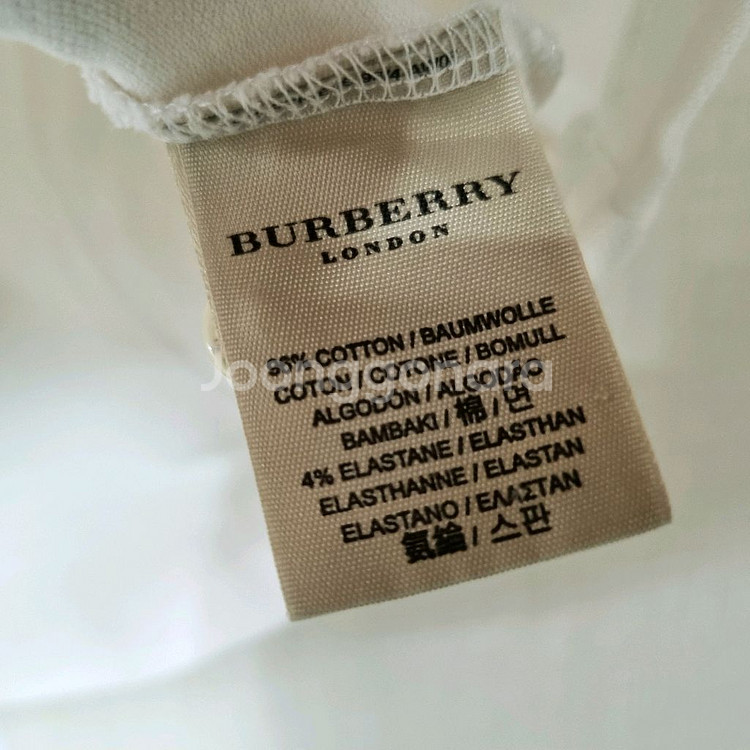 BURBERRY
LONDON
96% COTTON / BAUMWOLLE
COTON / COTONE / BOMULL
Joonggonara
ALGODÓN / ALGODÃO
BAMBAKI / 棉 / 면
4% ELASTANE / ELASTHAN
ELASTHANNE / ELASTAN
ELASTANO / ΕΛΑΣΤΑΝ
氨綸 / 스판